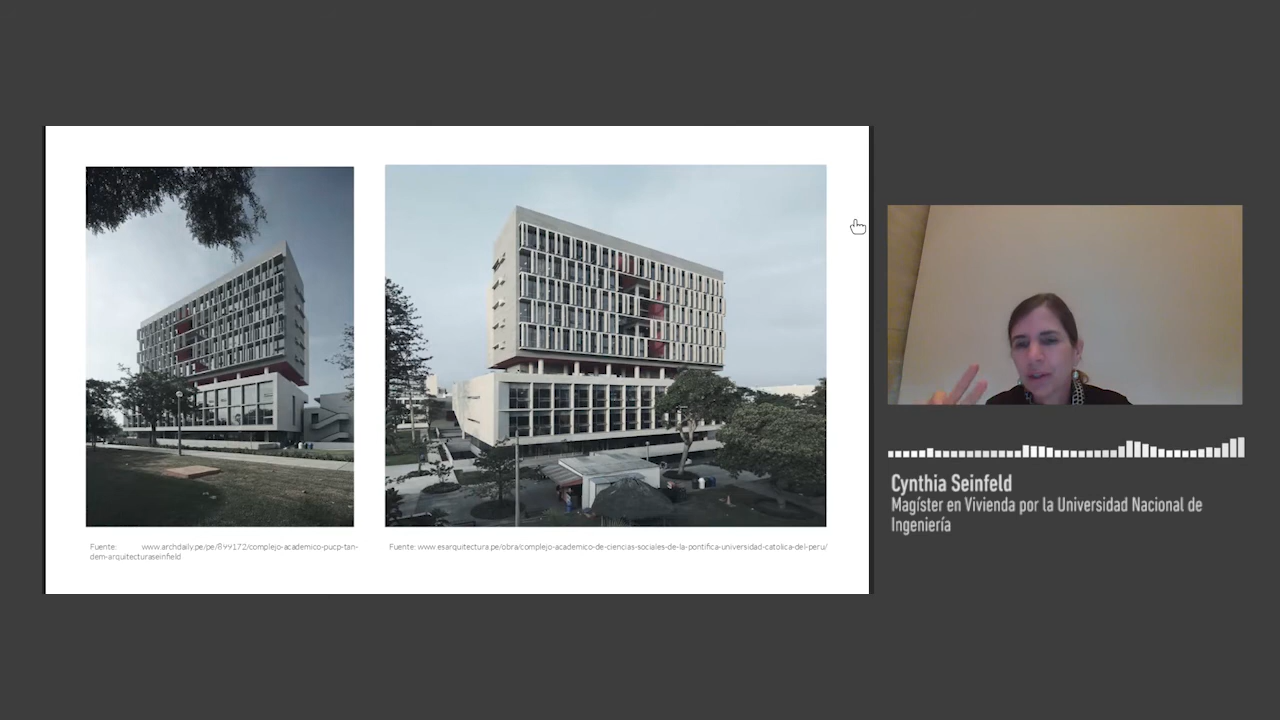 Fuente: www.archdaily.pe/pe/899172/complejo-academico-pucp-tan-
dem-arquitecturaseinfield
Fuente: www.esarquitectura.pe/obra/complejo-academico-de-ciencias-sociales-de-la-pontifica-universidad-catolica-del-peru/
Cynthia Seinfeld
Magíster en Vivienda por la Universidad Nacional de
Ingeniería